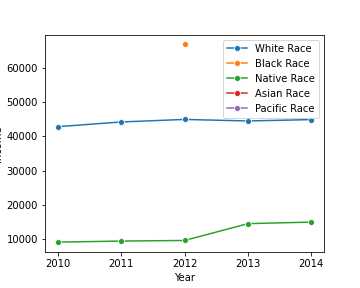 White Race
Black Race
Native Race
Asian Race
Pacific Race
60000
50000
40000
30000
20000
10000
2010 2011 2012 2013 2014
Year